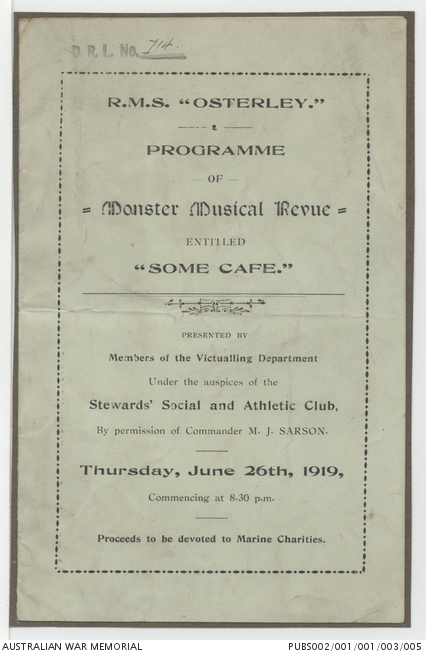 D. R. L. No. 714.
R.M.S. “OSTERLEY.”
PROGRAMME
— OF —
= Monster Musical Revue =
ENTITLED
“SOME CAFE.”
PRESENTED BY
Members of the Victualling Department
Under the auspices of the
Stewards’ Social and Athletic Club,
By permission of Commander M. J. SARSON.
Thursday, June 26th, 1919,
Commencing at 8-30 p.m.
Proceeds to be devoted to Marine Charities.
AUSTRALIAN WAR MEMORIAL
PUBS002/001/001/003/005